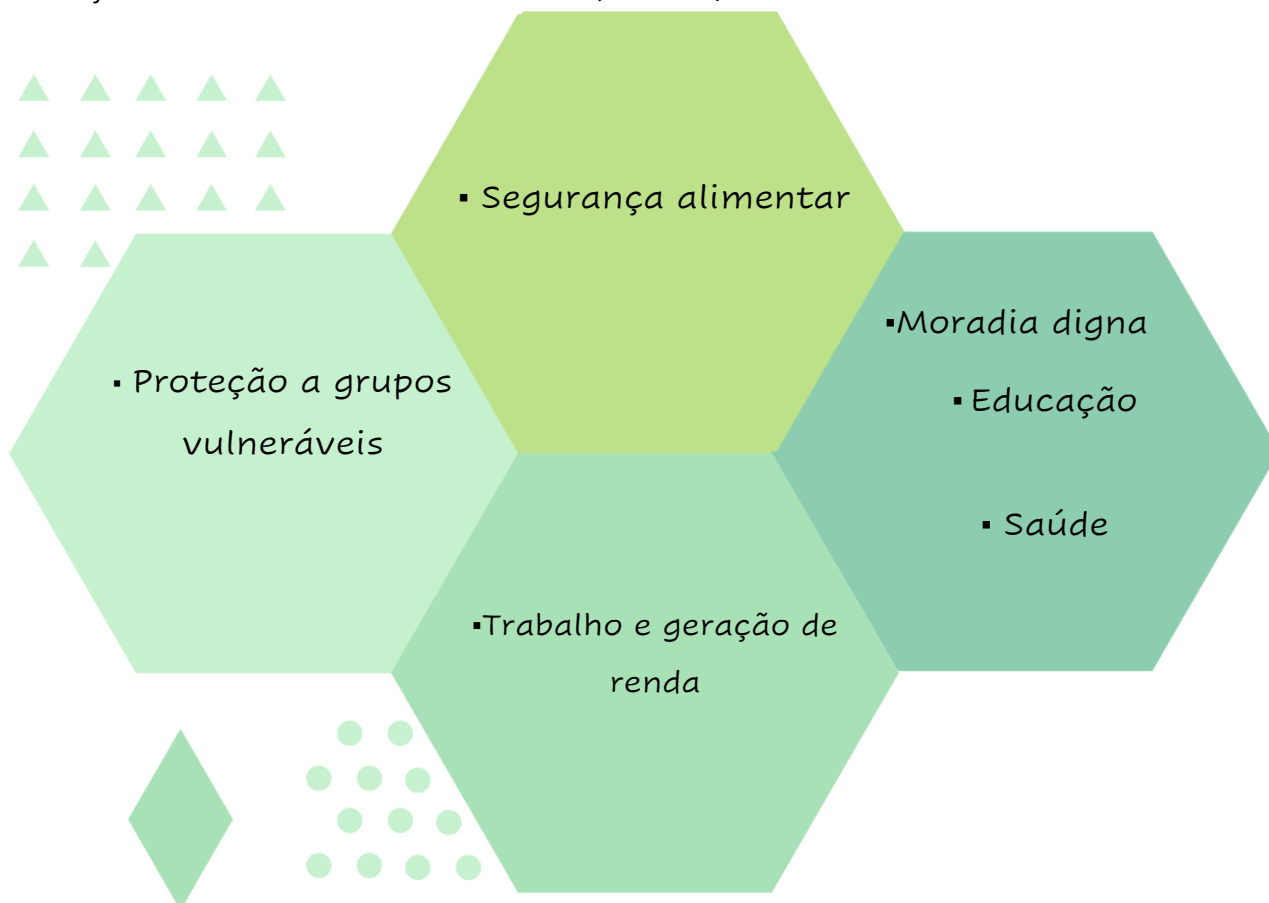 ▪ Segurança alimentar
▪Moradia digna
▪ Proteção a grupos
vulneráveis
▪ Educação
▪ Saúde
▪Trabalho e geração de
renda